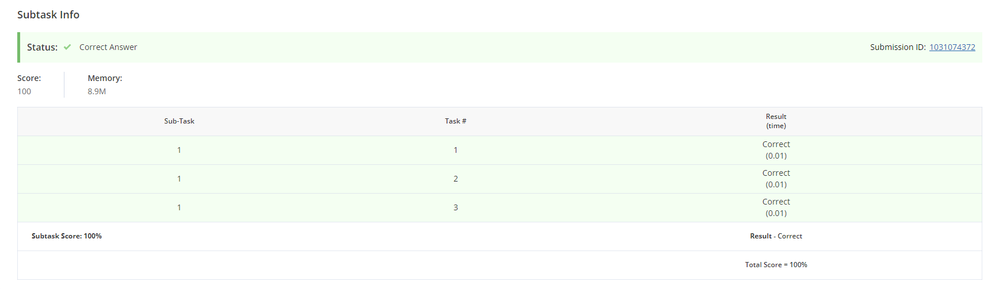 Subtask Info
Status: Correct Answer Submission ID: 1031074372
Score: Memory:
100 8.9M
Sub-Task Task # Result
(time)
1 1 Correct
(0.01)
1 2 Correct
(0.01)
1 3 Correct
(0.01)
Subtask Score: 100% Result - Correct
Total Score = 100%